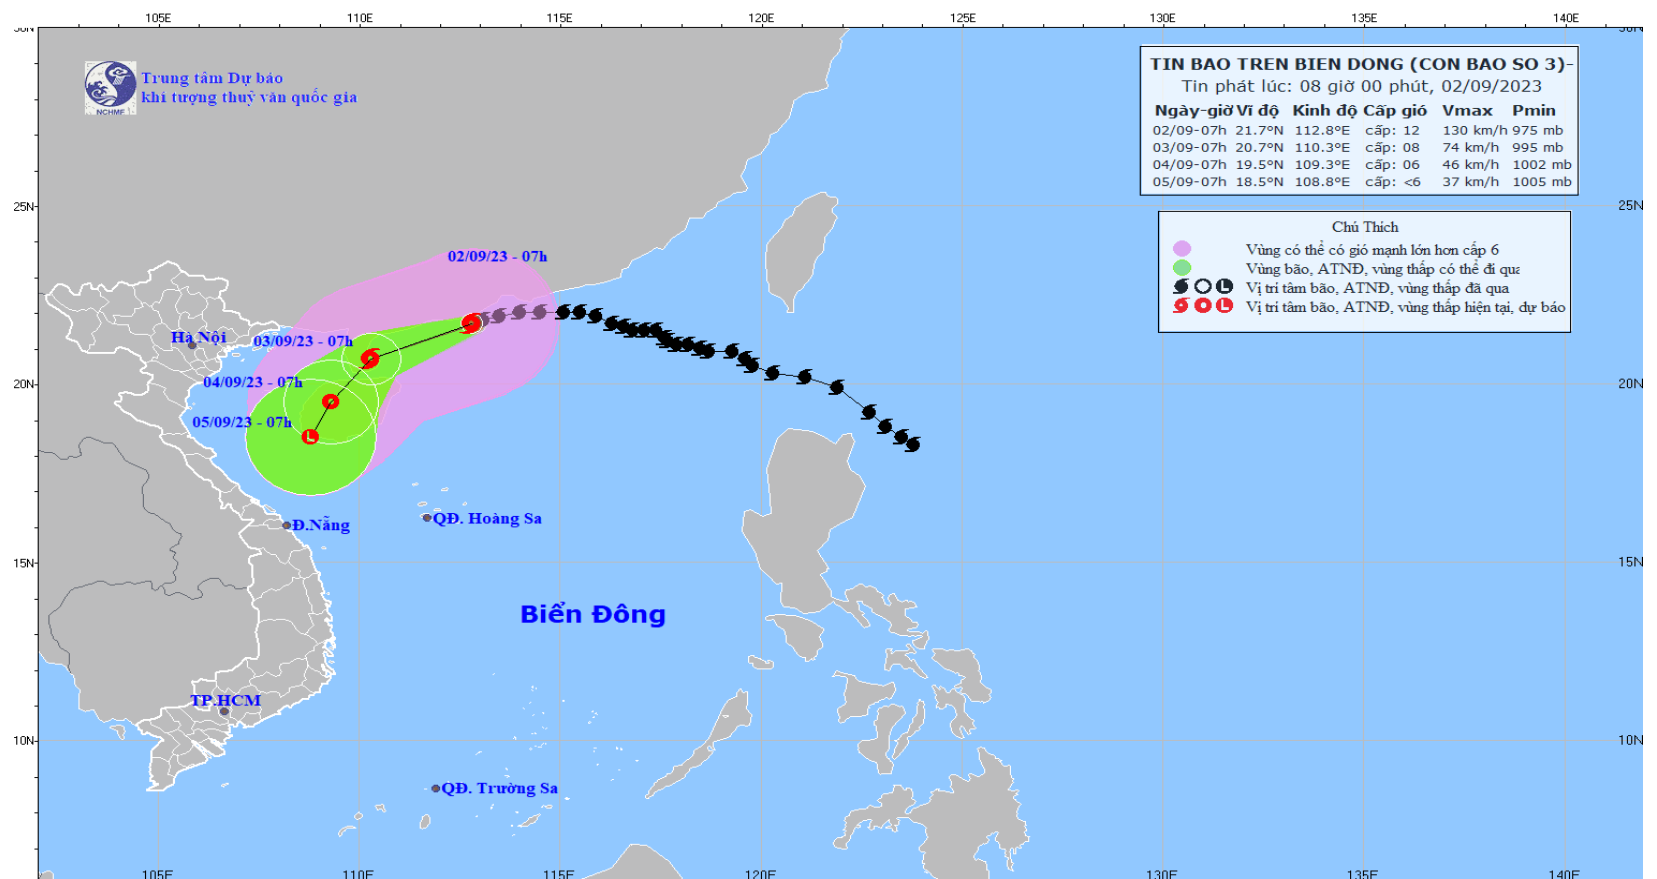 105E 110E 115E 120E 125E 130E 135E 140E
30N 30N
Trung tâm Dự báo
khí tượng thuỷ văn quốc gia
NCHMF
TIN BAO TREN BIEN DONG (CON BAO SO 3)-
Tin phát lúc: 08 giờ 00 phút, 02/09/2023
Ngày-giờ Vĩ độ Kinh độ Cấp gió Vmax Pmin
02/09-07h 21.7°N 112.8°E cấp: 12 130 km/h 975 mb
03/09-07h 20.7°N 110.3°E cấp: 08 74 km/h 995 mb
04/09-07h 19.5°N 109.3°E cấp: 06 46 km/h 1002 mb
05/09-07h 18.5°N 108.8°E cấp: <6 37 km/h 1005 mb
25N 25N
Chú Thích
Vùng có thể có gió mạnh lớn hơn cấp 6
Vùng bão, ATNĐ, vùng thấp có thể đi qua
L Vị trí tâm bão, ATNĐ, vùng thấp đã qua
L Vị trí tâm bão, ATNĐ, vùng thấp hiện tại, dự báo
02/09/23 - 07h
Hà Nội
03/09/23 - 07h
20N 20N
04/09/23 - 07h
05/09/23 - 07h
L
Đ.Nẵng
QĐ. Hoàng Sa
15N 15N
Biển Đông
TP.HCM
10N 10N
QĐ. Trường Sa
105E 110E 115E 120E 125E 130E 135E 140E